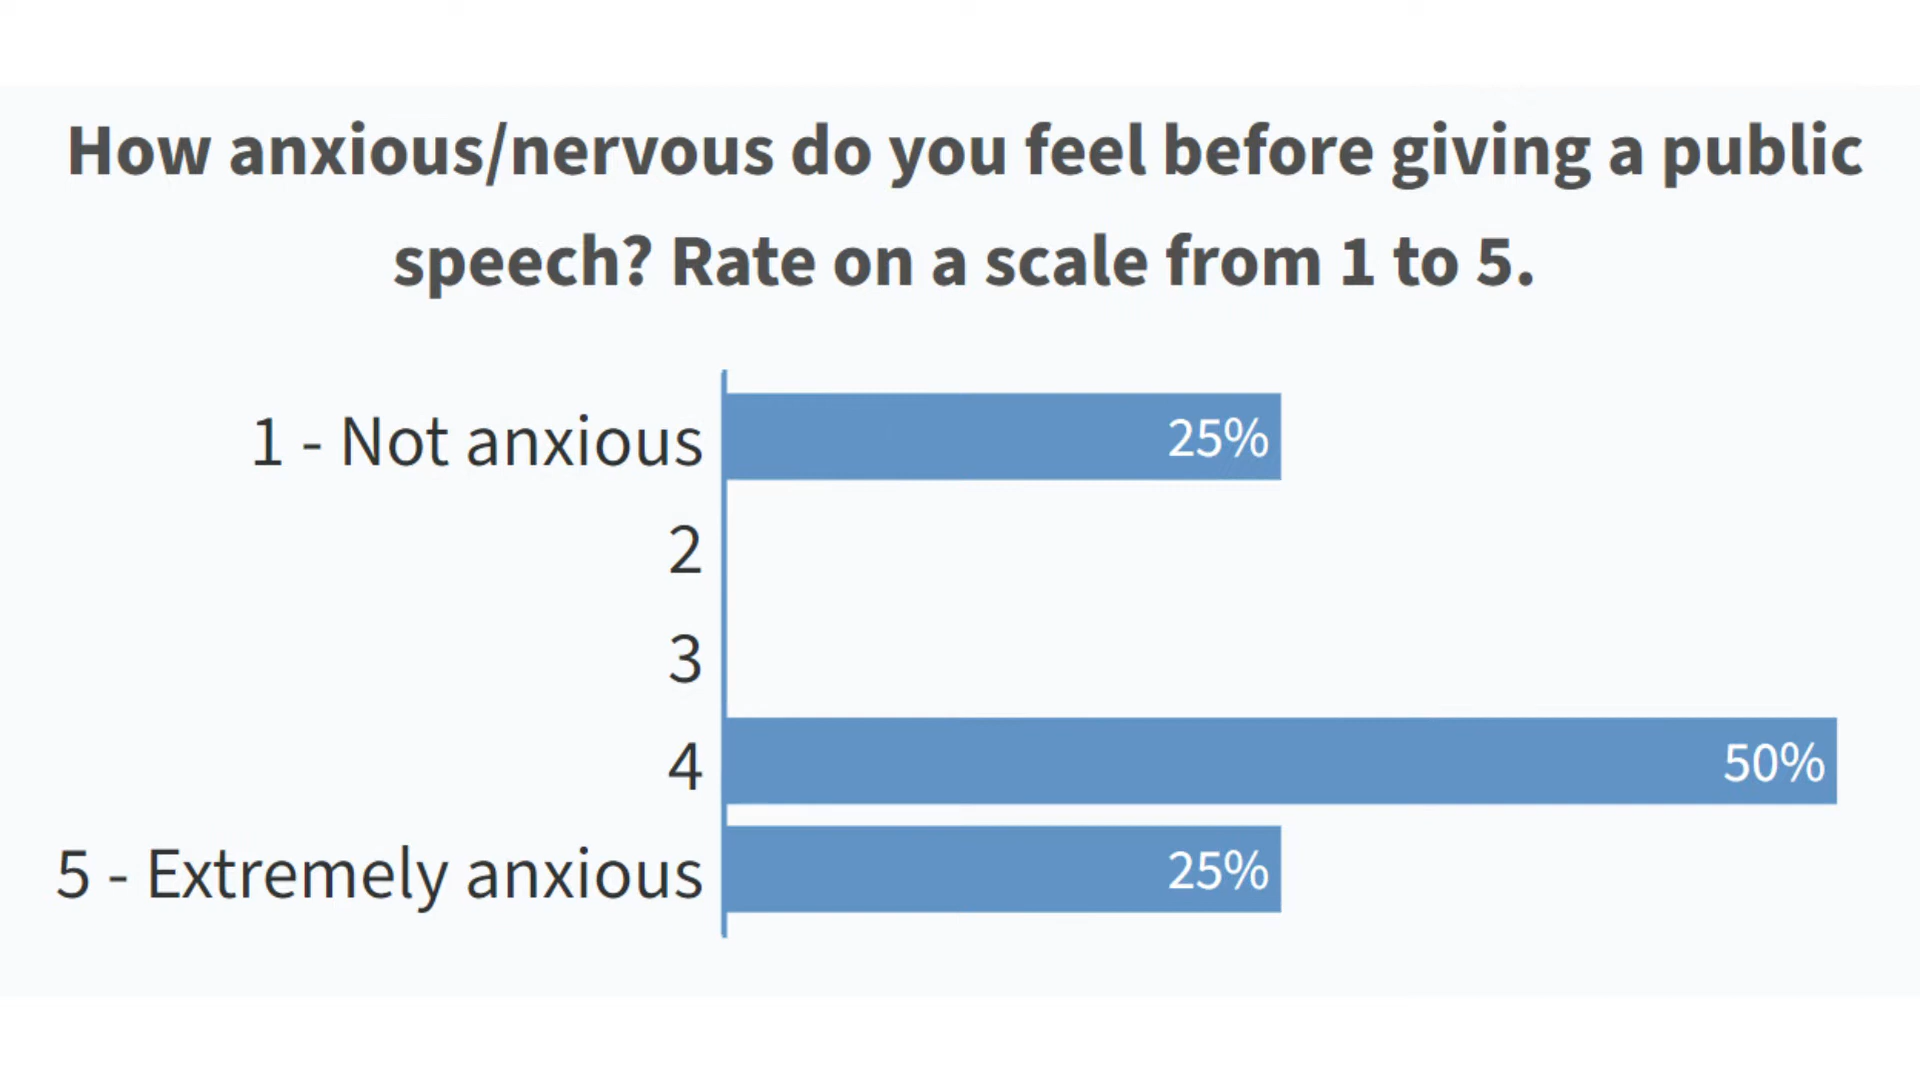 How anxious/nervous do you feel before giving a public
speech? Rate on a scale from 1 to 5.
1 - Not anxious 25%
2
3
4 50%
5 - Extremely anxious 25%